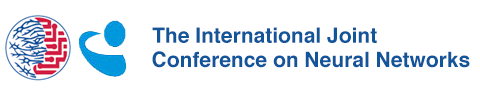 The International Joint
Conference on Neural Networks